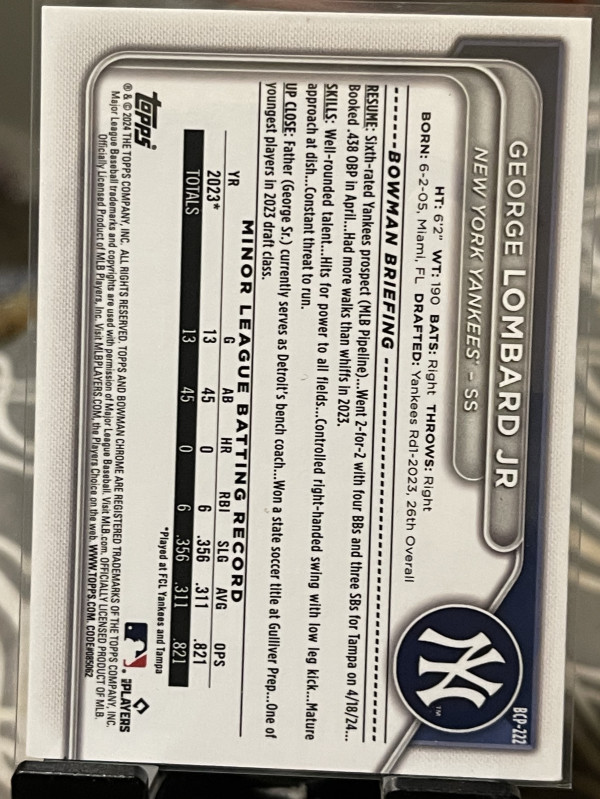 BCP-222
GEORGE LOMBARD JR
NEW YORK YANKEES® – SS
HT: 6'2" WT: 190 BATS: Right THROWS: Right
BORN: 6-2-05, Miami, FL DRAFTED: Yankees Rd1-2023, 26th Overall
NY
TM
BOWMAN BRIEFING
RESUME: Sixth-rated Yankees prospect (MLB Pipeline)...Went 2-for-2 with four BBs and three SBs for Tampa on 4/18/24...
Booked .438 OBP in April....Had more walks than whiffs in 2023.
SKILLS: Well-rounded talent...Hits for power to all fields...Controlled right-handed swing with low leg kick....Mature
approach at dish...Constant threat to run.
UP CLOSE: Father (George Sr.) currently serves as Detroit's bench coach...Won a state soccer title at Gulliver Prep...One of
youngest players in 2023 draft class.
MINOR LEAGUE BATTING RECORD
YR G AB HR RBI SLG AVG OPS
2023* 13 45 0 6 .356 .311 .821
TOTALS 13 45 0 6 .356 .311 .821
*Played at FCL Yankees and Tampa
topps
PLAYERS
® & © 2024 THE TOPPS COMPANY, INC. ALL RIGHTS RESERVED. TOPPS AND BOWMAN CHROME ARE REGISTERED TRADEMARKS OF THE TOPPS COMPANY, INC.
Major League Baseball trademarks and copyrights are used with permission of Major League Baseball. Visit MLB.com. OFFICIALLY LICENSED PRODUCT OF MLB
Officially Licensed Product of MLB Players, Inc. Visit MLBPLAYERS.COM, the Players Choice on the web. WWW.TOPPS.COM. CODE#